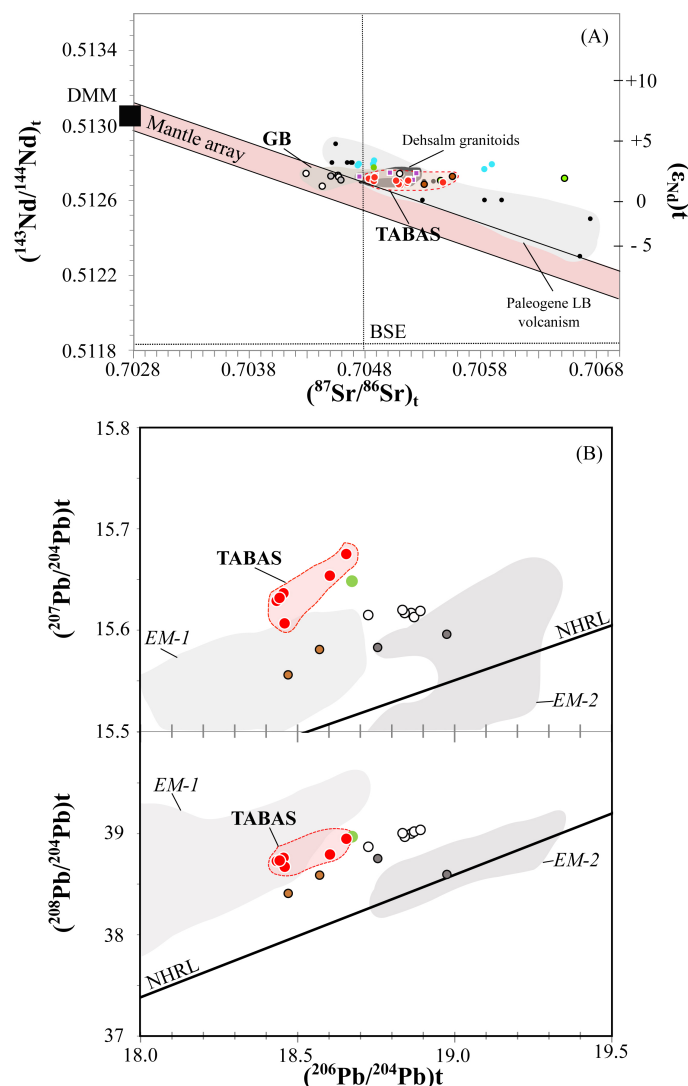 (A)
0.5134
0.5130
0.5126
0.5122
0.5118
(¹⁴³Nd/¹⁴⁴Nd)t
DMM
Mantle array
GB
Dehsalm granitoids
TABAS
Paleogene LB
volcanism
BSE
+10
+5
0
- 5
(εNd)t
0.7028
0.7038
0.7048
0.7058
0.7068
(⁸⁷Sr/⁸⁶Sr)t
(B)
15.8
15.7
15.6
15.5
(²⁰⁷Pb/²⁰⁴Pb)t
TABAS
EM-1
NHRL
EM-2
39
38
37
(²⁰⁸Pb/²⁰⁴Pb)t
EM-1
TABAS
EM-2
NHRL
18.0
18.5
19.0
19.5
(²⁰⁶Pb/²⁰⁴Pb)t